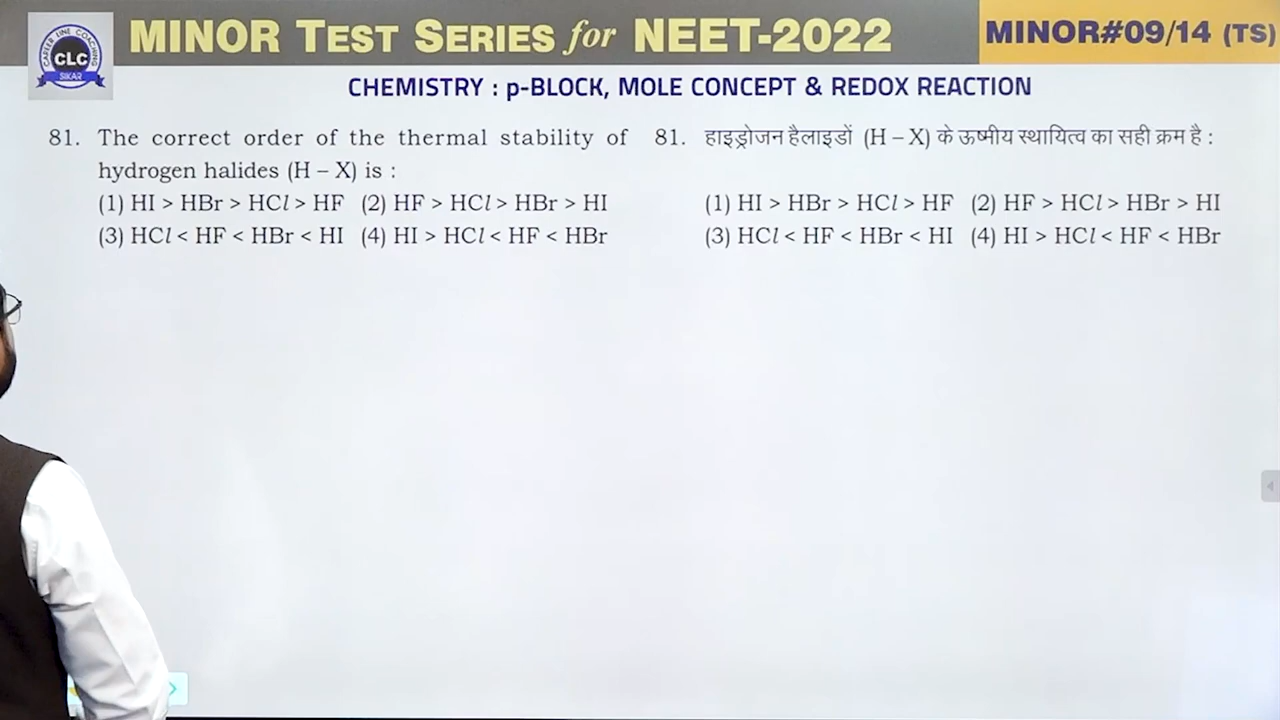 CAREER LINE COACHING
CLC
SIKAR
MINOR TEST SERIES for NEET-2022
MINOR#09/14 (TS)
CHEMISTRY : p-BLOCK, MOLE CONCEPT & REDOX REACTION
81. The correct order of the thermal stability of
hydrogen halides (H – X) is :
(1) HI > HBr > HCl > HF (2) HF > HCl > HBr > HI
(3) HCl < HF < HBr < HI (4) HI > HCl < HF < HBr
81. हाइड्रोजन हैलाइडों (H – X) के ऊष्मीय स्थायित्व का सही क्रम है :
(1) HI > HBr > HCl > HF (2) HF > HCl > HBr > HI
(3) HCl < HF < HBr < HI (4) HI > HCl < HF < HBr